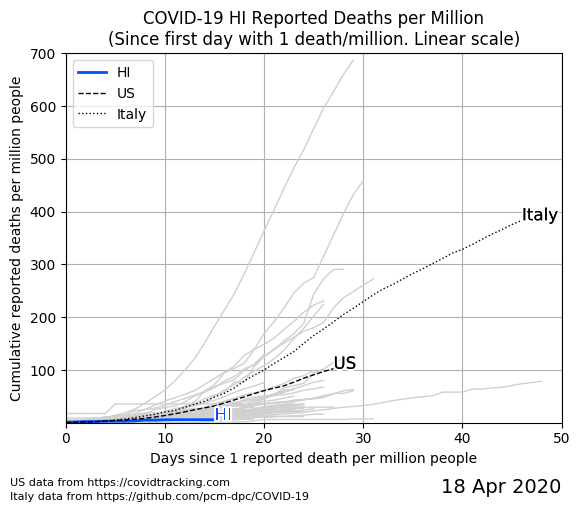 COVID-19 HI Reported Deaths per Million
(Since first day with 1 death/million. Linear scale)
700
600
500
400
300
200
100
Cumulative reported deaths per million people
HI
US
Italy
Italy
US
HI
0
10
20
30
40
50
Days since 1 reported death per million people
US data from https://covidtracking.com
Italy data from https://github.com/pcm-dpc/COVID-19
18 Apr 2020